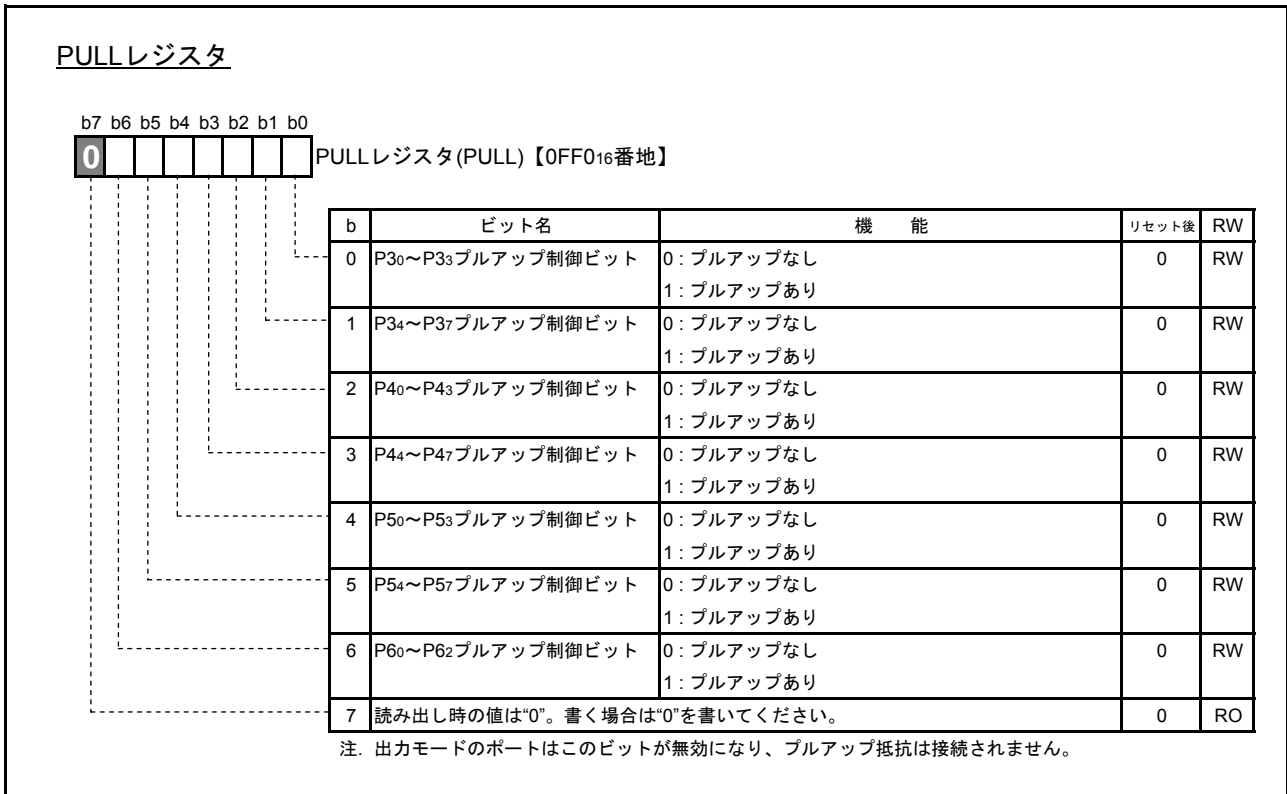 PULLレジスタ
b7 b6 b5 b4 b3 b2 b1 b0
0 PULLレジスタ(PULL)【0FF016番地】
b ビット名 機 能 リセット後 RW
0 P30～P33プルアップ制御ビット 0 : プルアップなし 0 RW
1 : プルアップあり
1 P34～P37プルアップ制御ビット 0 : プルアップなし 0 RW
1 : プルアップあり
2 P40～P43プルアップ制御ビット 0 : プルアップなし 0 RW
1 : プルアップあり
3 P44～P47プルアップ制御ビット 0 : プルアップなし 0 RW
1 : プルアップあり
4 P50～P53プルアップ制御ビット 0 : プルアップなし 0 RW
1 : プルアップあり
5 P54～P57プルアップ制御ビット 0 : プルアップなし 0 RW
1 : プルアップあり
6 P60～P62プルアップ制御ビット 0 : プルアップなし 0 RW
1 : プルアップあり
7 読み出し時の値は“0”。書く場合は“0”を書いてください。 0 RO
注. 出力モードのポートはこのビットが無効になり、プルアップ抵抗は接続されません。